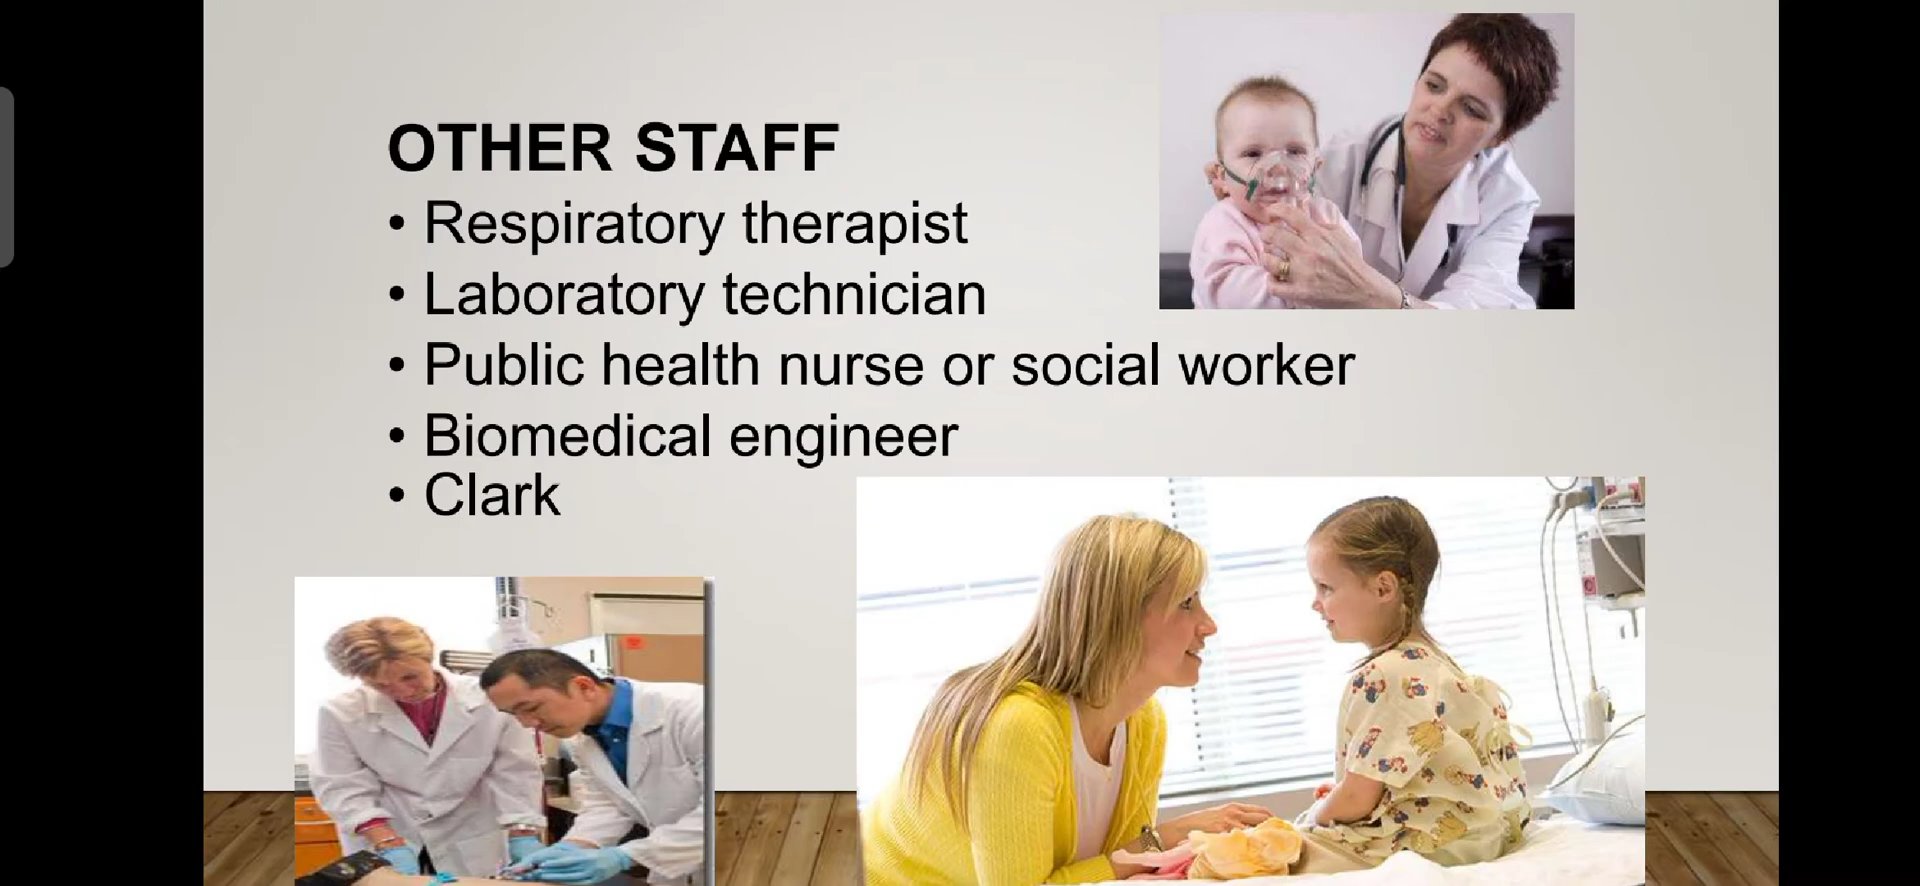 OTHER STAFF
• Respiratory therapist
• Laboratory technician
• Public health nurse or social worker
• Biomedical engineer
• Clark